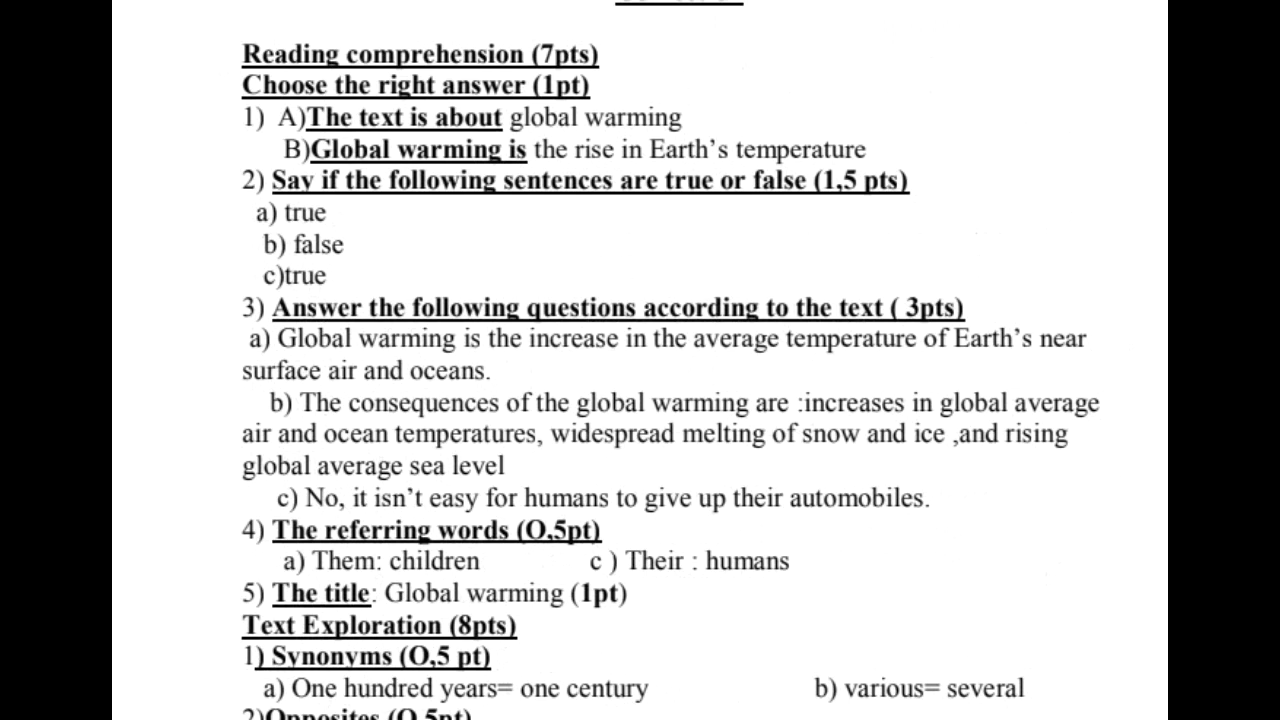 Reading comprehension (7pts)
Choose the right answer (1pt)
1) A)The text is about global warming
B)Global warming is the rise in Earth's temperature
2) Say if the following sentences are true or false (1,5 pts)
a) true
b) false
c)true
3) Answer the following questions according to the text ( 3pts)
a) Global warming is the increase in the average temperature of Earth's near
surface air and oceans.
b) The consequences of the global warming are :increases in global average
air and ocean temperatures, widespread melting of snow and ice ,and rising
global average sea level
c) No, it isn't easy for humans to give up their automobiles.
4) The referring words (O,5pt)
a) Them: children c ) Their : humans
5) The title: Global warming (1pt)
Text Exploration (8pts)
1) Synonyms (O,5 pt)
a) One hundred years= one century b) various= several
2)Opposites (O,5pt)